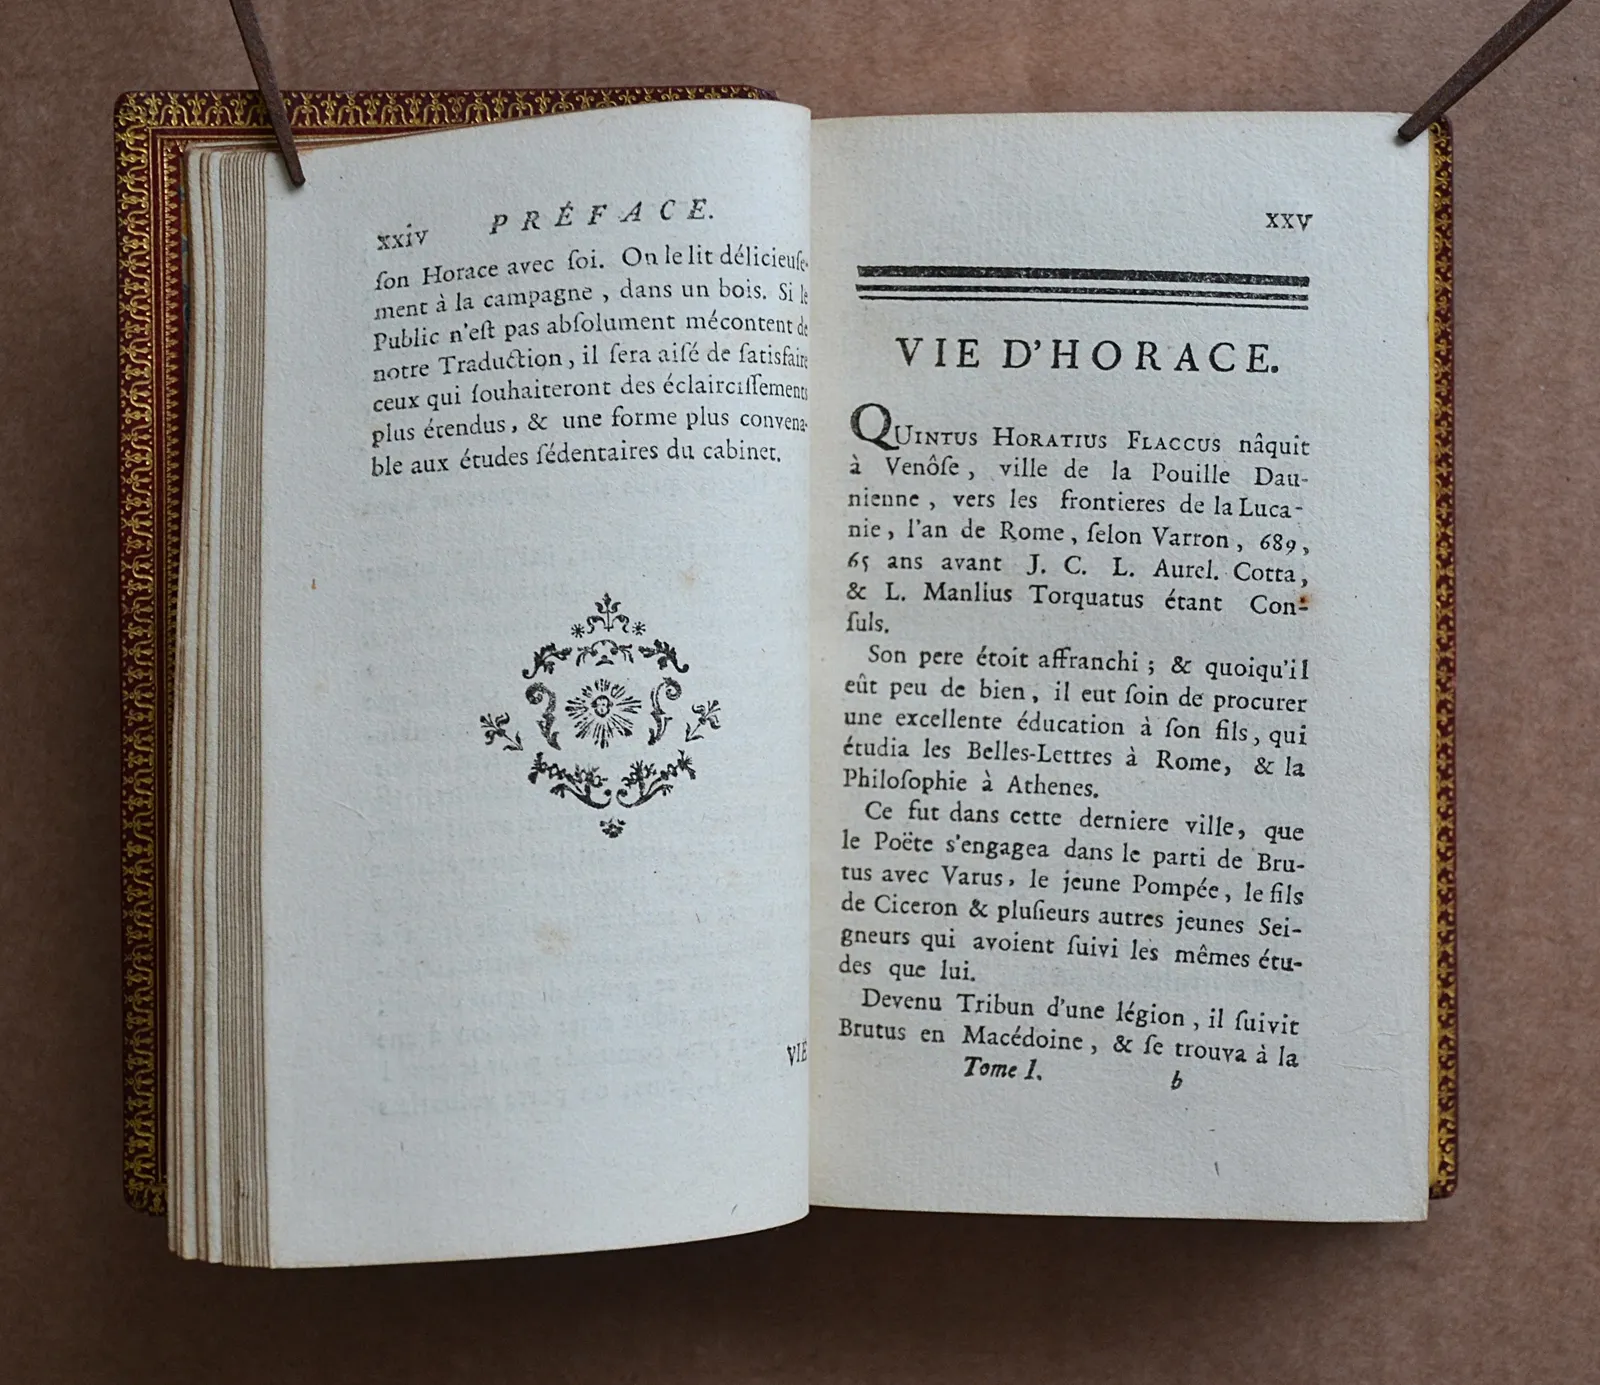 xxiv PRÉFACE.
ſon Horace avec ſoi. On le lit délicieuſe-
ment à la campagne, dans un bois. Si le
Public n'eſt pas abſolument mécontent de
notre Traduction, il ſera aiſé de ſatisfaire
ceux qui ſouhaiteront des éclairciſſements
plus étendus, & une forme plus convena-
ble aux études ſédentaires du cabinet.
VIE
XXV
VIE D'HORACE.
QUINTUS HORATIUS FLACCUS nâquit
à Venôſe, ville de la Pouille Dau-
nienne, vers les frontieres de la Luca-
nie, l'an de Rome, ſelon Varron, 689,
65 ans avant J. C. L. Aurel. Cotta,
& L. Manlius Torquatus étant Con-
ſuls.
Son pere étoit affranchi; & quoiqu'il
eût peu de bien, il eut ſoin de procurer
une excellente éducation à ſon fils, qui
étudia les Belles-Lettres à Rome, & la
Philoſophie à Athenes.
Ce fut dans cette derniere ville, que
le Poëte s'engagea dans le parti de Bru-
tus avec Varus, le jeune Pompée, le fils
de Ciceron & pluſieurs autres jeunes Sei-
gneurs qui avoient ſuivi les mêmes étu-
des que lui.
Devenu Tribun d'une légion, il ſuivit
Brutus en Macédoine, & ſe trouva à la
Tome I. b